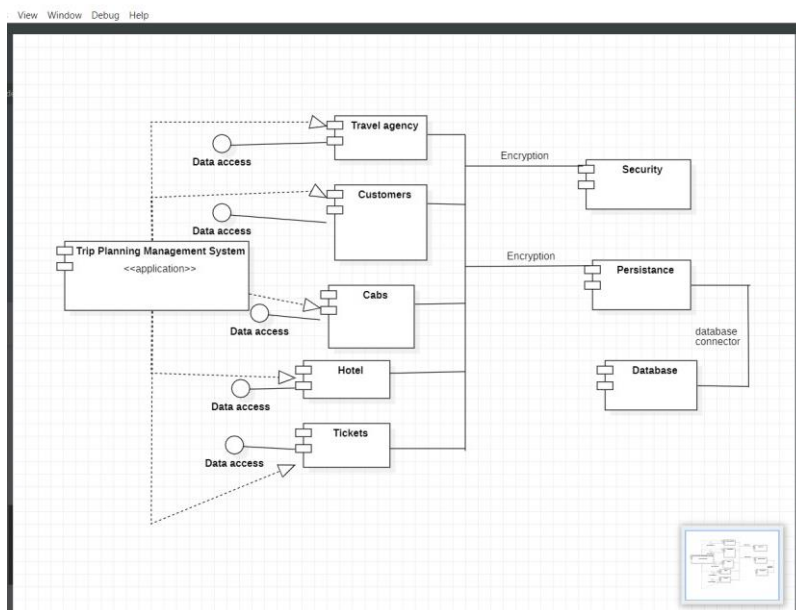 View Window Debug Help
Travel agency
Data access
Encryption
Security
Customers
Data access
Trip Planning Management System
<<application>>
Encryption
Persistance
Cabs
Data access
database
connector
Hotel
Database
Data access
Tickets
Data access